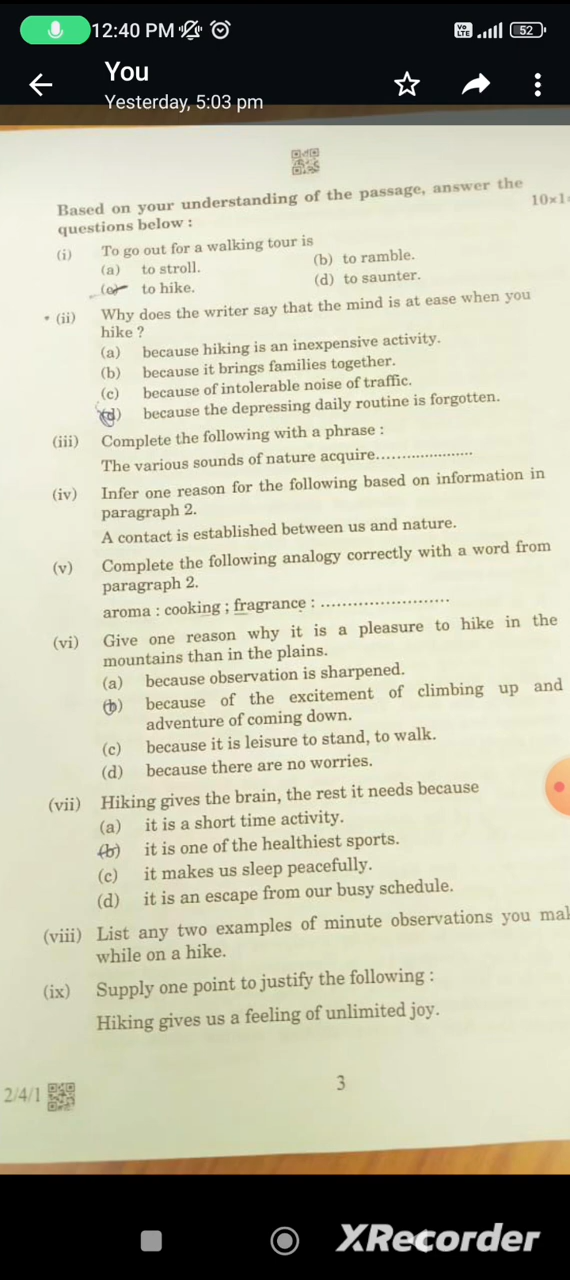 12:40 PM
Vo LTE
52
You
Yesterday, 5:03 pm
Based on your understanding of the passage, answer the
questions below :
10×1=
(i) To go out for a walking tour is
(a) to stroll. (b) to ramble.
(c) to hike. (d) to saunter.
(ii) Why does the writer say that the mind is at ease when you
hike ?
(a) because hiking is an inexpensive activity.
(b) because it brings families together.
(c) because of intolerable noise of traffic.
(d) because the depressing daily routine is forgotten.
(iii) Complete the following with a phrase :
The various sounds of nature acquire.....................
(iv) Infer one reason for the following based on information in
paragraph 2.
A contact is established between us and nature.
(v) Complete the following analogy correctly with a word from
paragraph 2.
aroma : cooking ; fragrance : ........................
(vi) Give one reason why it is a pleasure to hike in the
mountains than in the plains.
(a) because observation is sharpened.
(b) because of the excitement of climbing up and
adventure of coming down.
(c) because it is leisure to stand, to walk.
(d) because there are no worries.
(vii) Hiking gives the brain, the rest it needs because
(a) it is a short time activity.
(b) it is one of the healthiest sports.
(c) it makes us sleep peacefully.
(d) it is an escape from our busy schedule.
(viii) List any two examples of minute observations you mak
while on a hike.
(ix) Supply one point to justify the following :
Hiking gives us a feeling of unlimited joy.
2/4/1
3
XRecorder